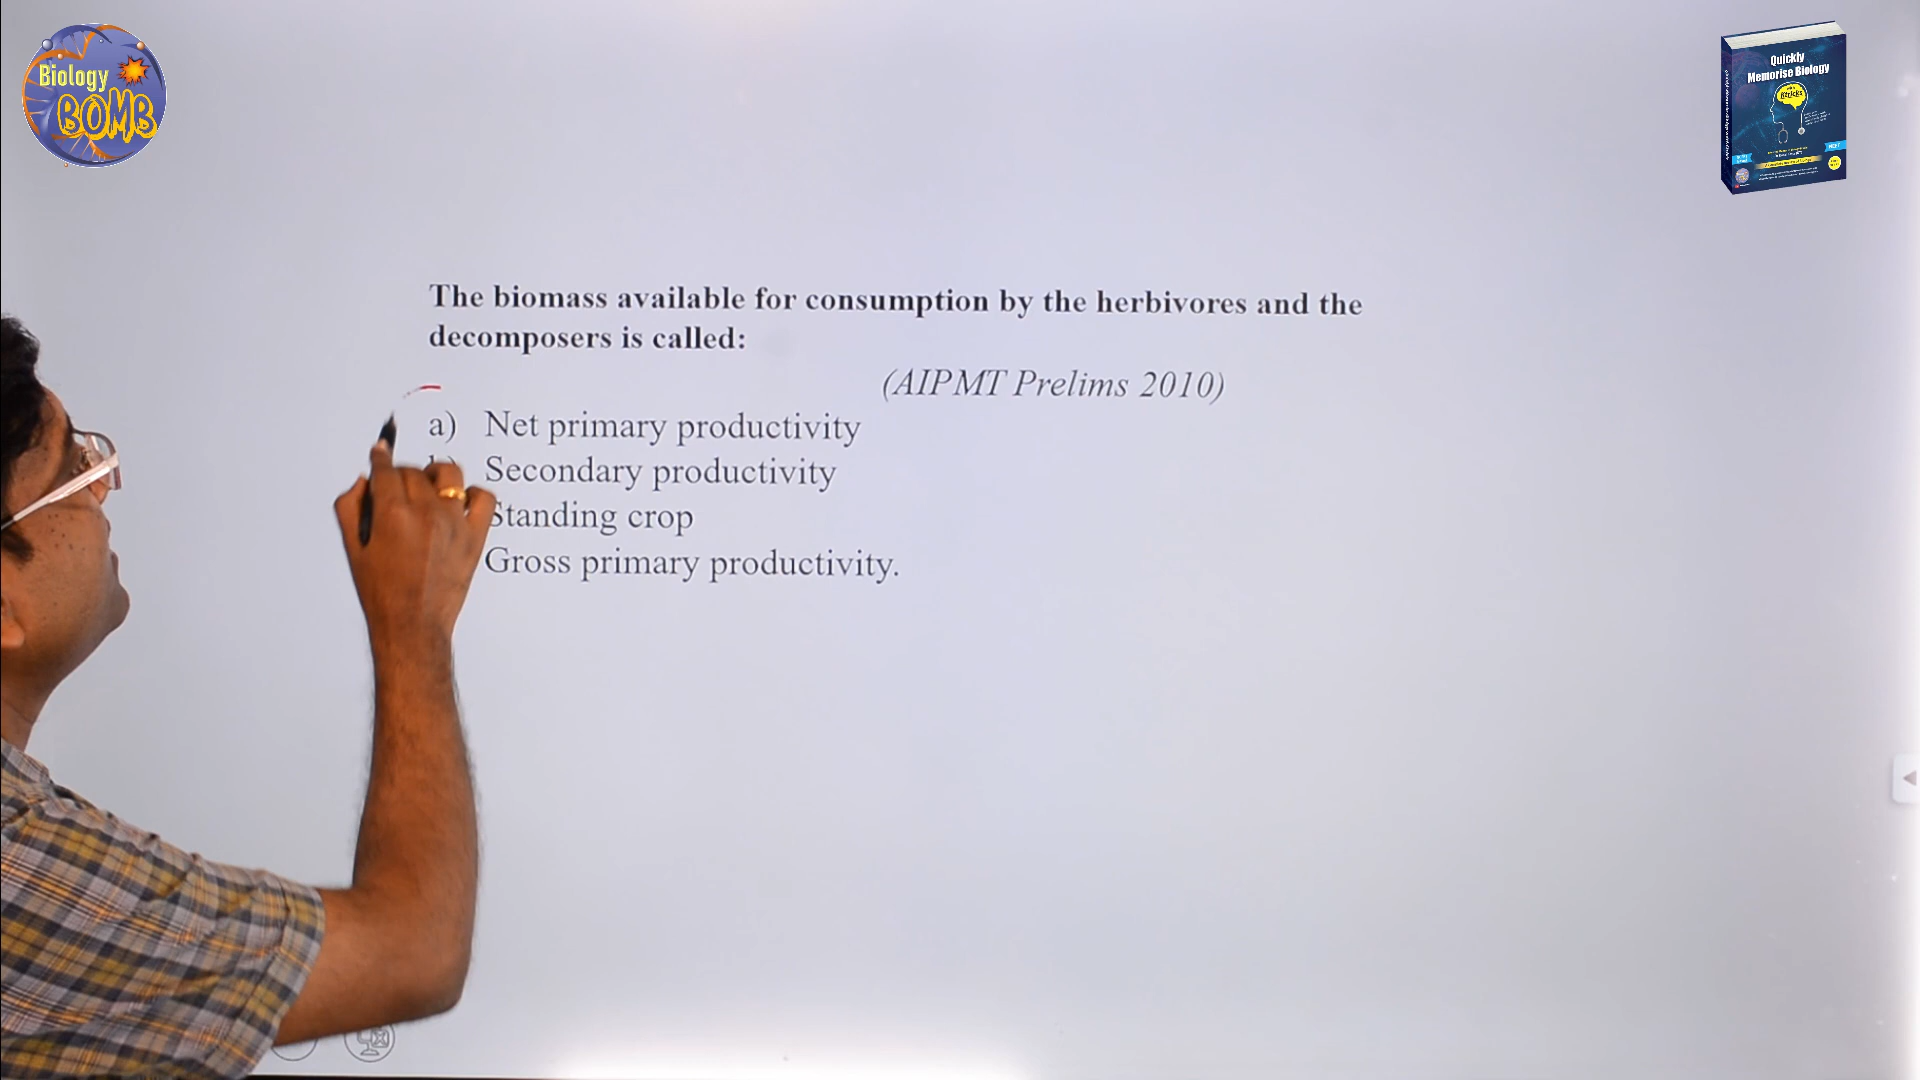 Biology
BOMB
Quickly
Memorise Biology
The biomass available for consumption by the herbivores and the
decomposers is called:
(AIPMT Prelims 2010)
a) Net primary productivity
Secondary productivity
Standing crop
Gross primary productivity.